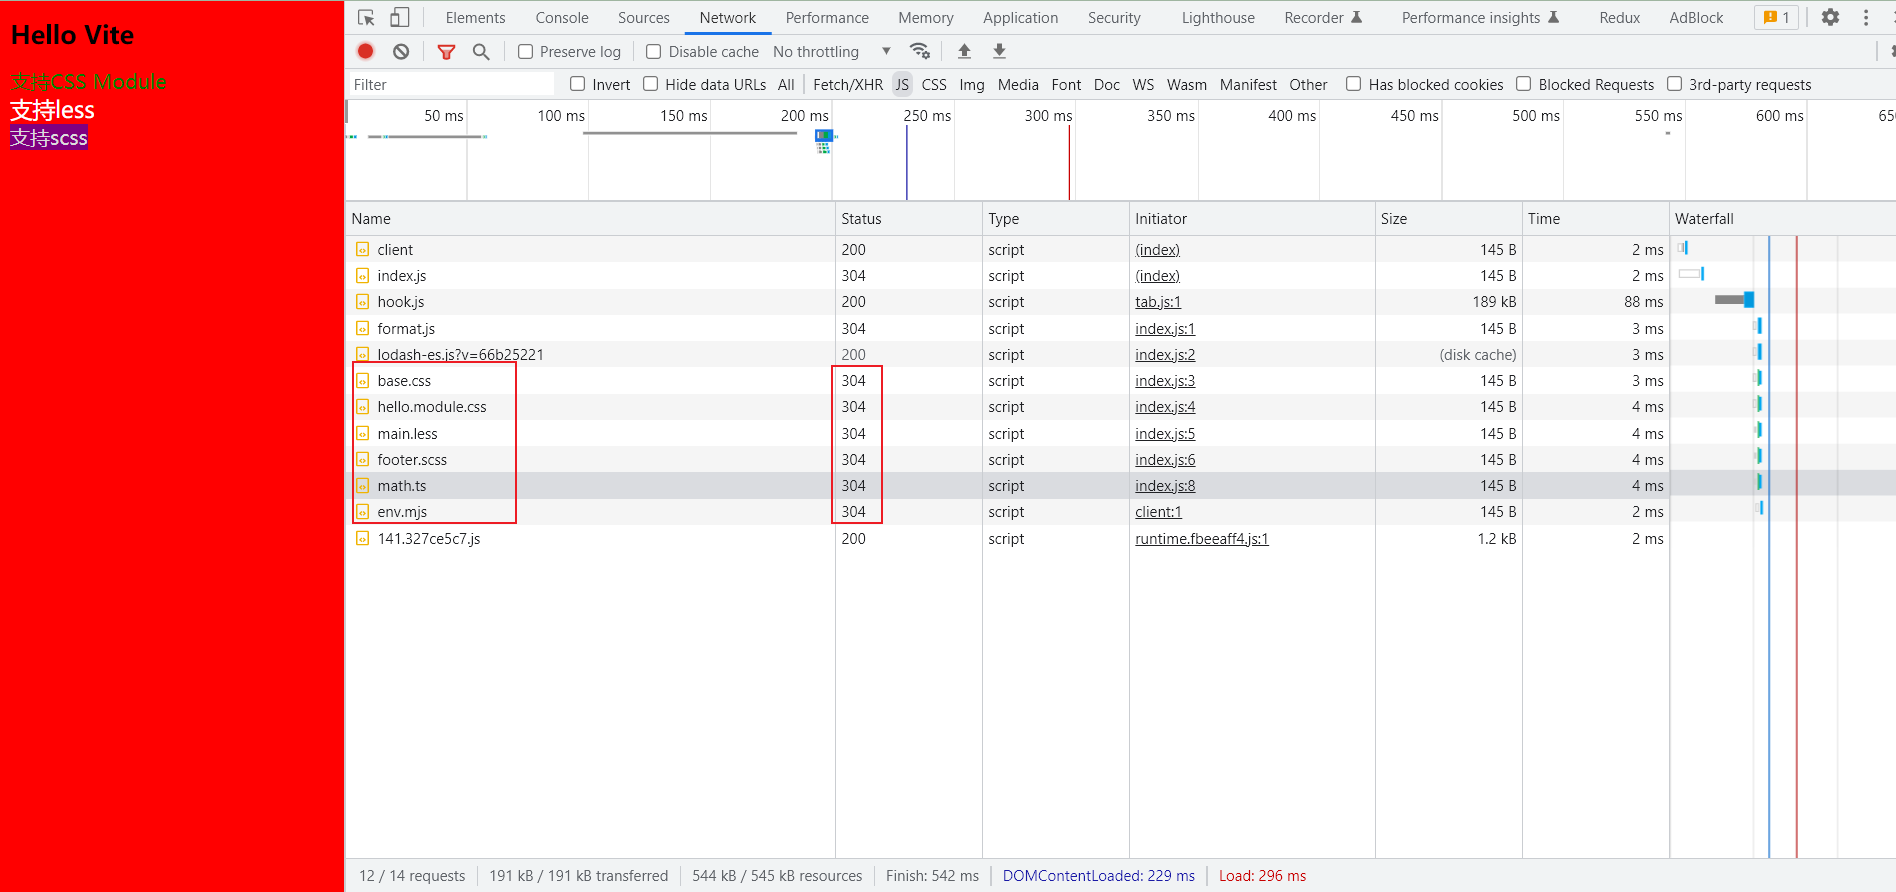 Hello Vite
支持CSS Module
支持less
支持scss
Elements Console Sources Network Performance Memory Application Security Lighthouse Recorder Performance insights Redux AdBlock 1
Preserve log Disable cache No throttling
Filter Invert Hide data URLs All Fetch/XHR JS CSS Img Media Font Doc WS Wasm Manifest Other Has blocked cookies Blocked Requests 3rd-party requests
50 ms 100 ms 150 ms 200 ms 250 ms 300 ms 350 ms 400 ms 450 ms 500 ms 550 ms 600 ms 650
Name Status Type Initiator Size Time Waterfall
client 200 script (index) 145 B 2 ms
index.js 304 script (index) 145 B 2 ms
hook.js 200 script tab.js:1 189 kB 88 ms
format.js 304 script index.js:1 145 B 3 ms
lodash-es.js?v=66b25221 200 script index.js:2 (disk cache) 3 ms
base.css 304 script index.js:3 145 B 3 ms
hello.module.css 304 script index.js:4 145 B 4 ms
main.less 304 script index.js:5 145 B 4 ms
footer.scss 304 script index.js:6 145 B 4 ms
math.ts 304 script index.js:8 145 B 4 ms
env.mjs 304 script client:1 145 B 2 ms
141.327ce5c7.js 200 script runtime.fbeeaff4.js:1 1.2 kB 2 ms
12 / 14 requests 191 kB / 191 kB transferred 544 kB / 545 kB resources Finish: 542 ms DOMContentLoaded: 229 ms Load: 296 ms